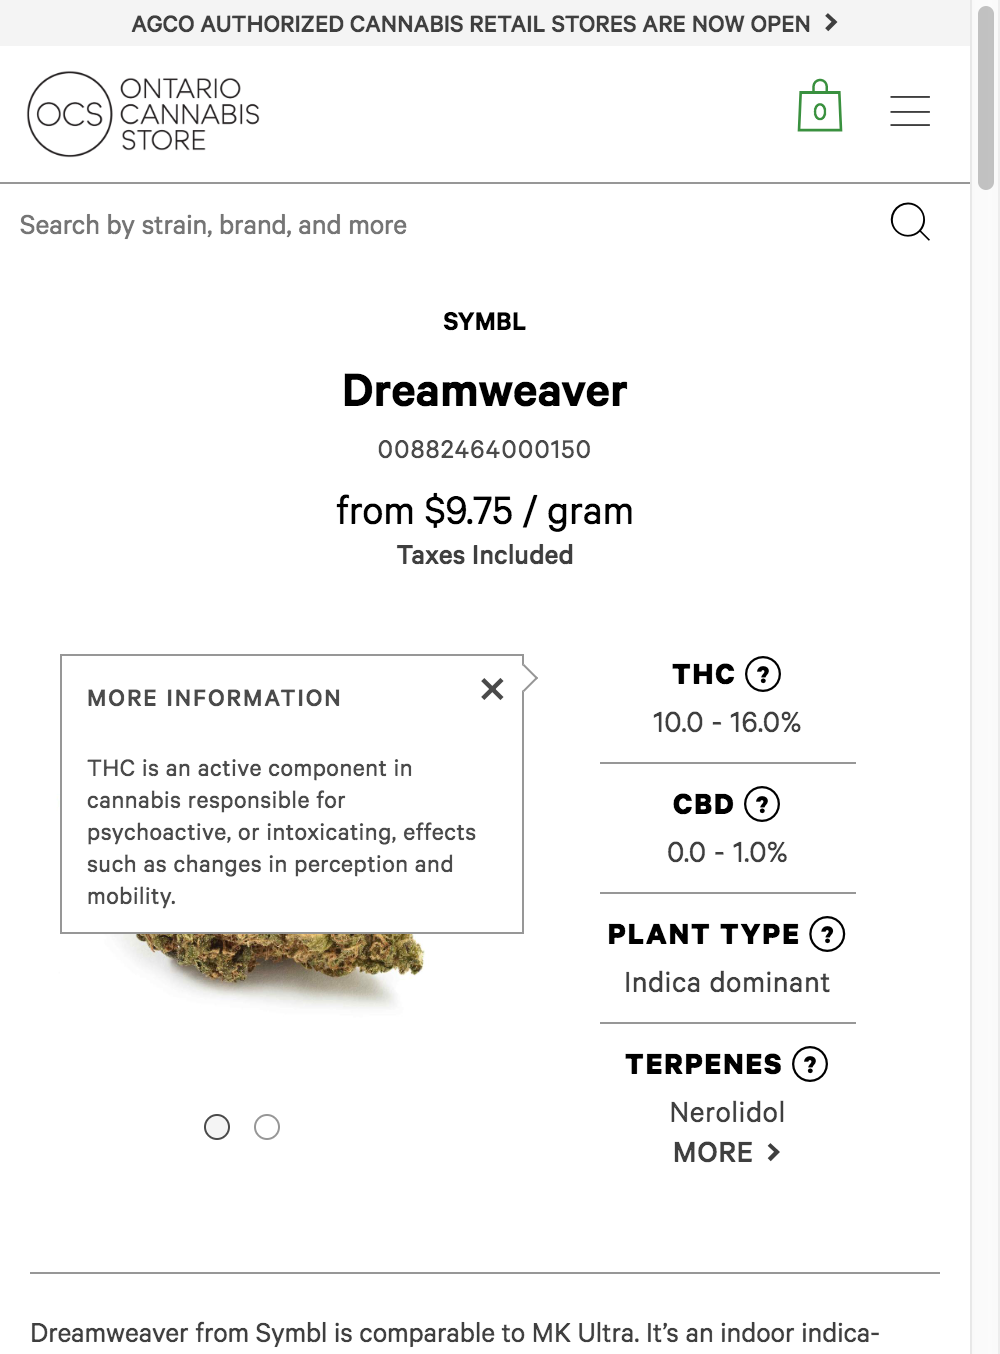 AGCO AUTHORIZED CANNABIS RETAIL STORES ARE NOW OPEN
OCS
ONTARIO
CANNABIS
STORE
0
Search by strain, brand, and more
SYMBL
Dreamweaver
00882464000150
from $9.75 / gram
Taxes Included
MORE INFORMATION
THC is an active component in
cannabis responsible for
psychoactive, or intoxicating, effects
such as changes in perception and
mobility.
THC ?
10.0 - 16.0%
CBD ?
0.0 - 1.0%
PLANT TYPE ?
Indica dominant
TERPENES ?
Nerolidol
MORE
Dreamweaver from Symbl is comparable to MK Ultra. It's an indoor indica-